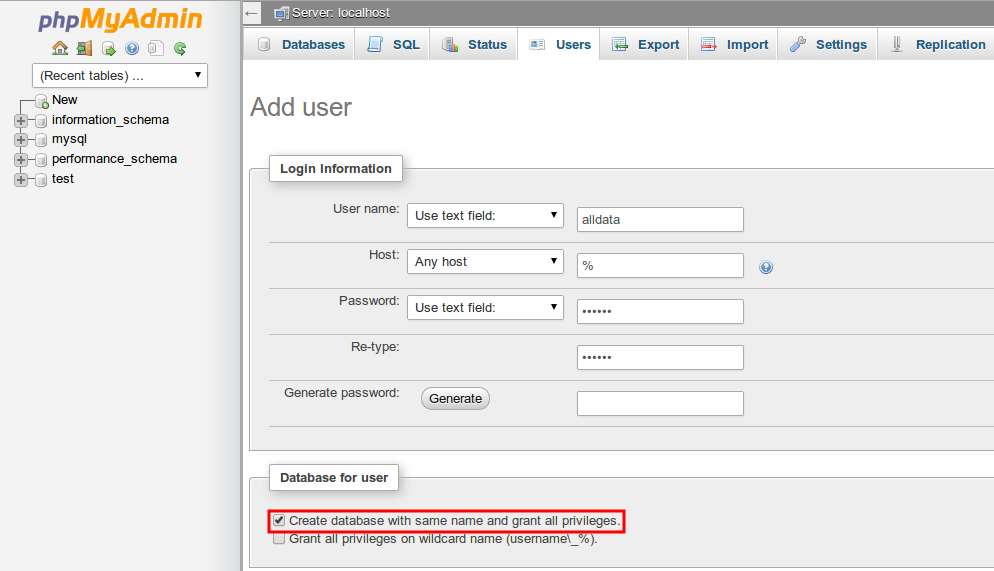 phpMyAdmin
(Recent tables) ...
New
information_schema
mysql
performance_schema
test
Server: localhost
Databases
SQL
Status
Users
Export
Import
Settings
Replication
Add user
Login Information
User name:
Use text field:
alldata
Host:
Any host
%
Password:
Use text field:
••••••
Re-type:
••••••
Generate password:
Generate
Database for user
Create database with same name and grant all privileges.
Grant all privileges on wildcard name (username\_%).